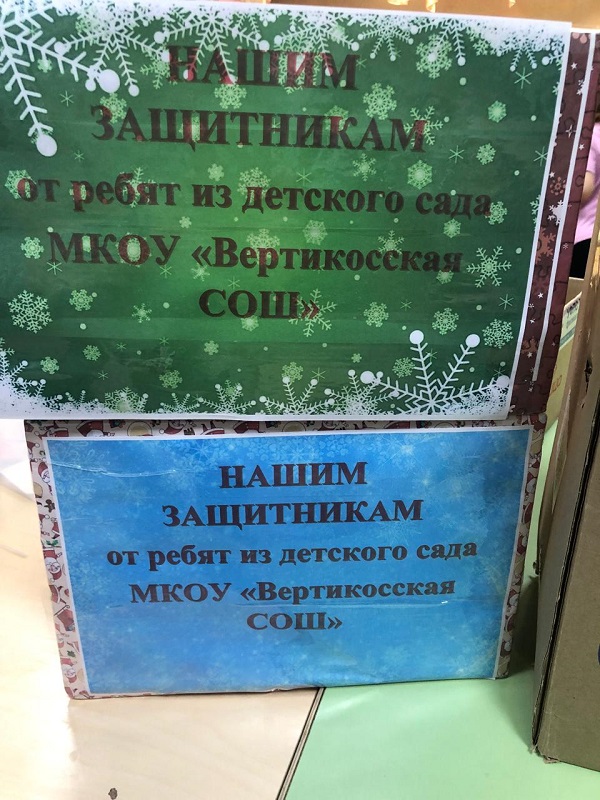 НАШИМ
ЗАЩИТНИКАМ
от ребят из детского сада
МКОУ «Вертикосская
СОШ»
НАШИМ
ЗАЩИТНИКАМ
от ребят из детского сада
МКОУ «Вертикосская
СОШ»